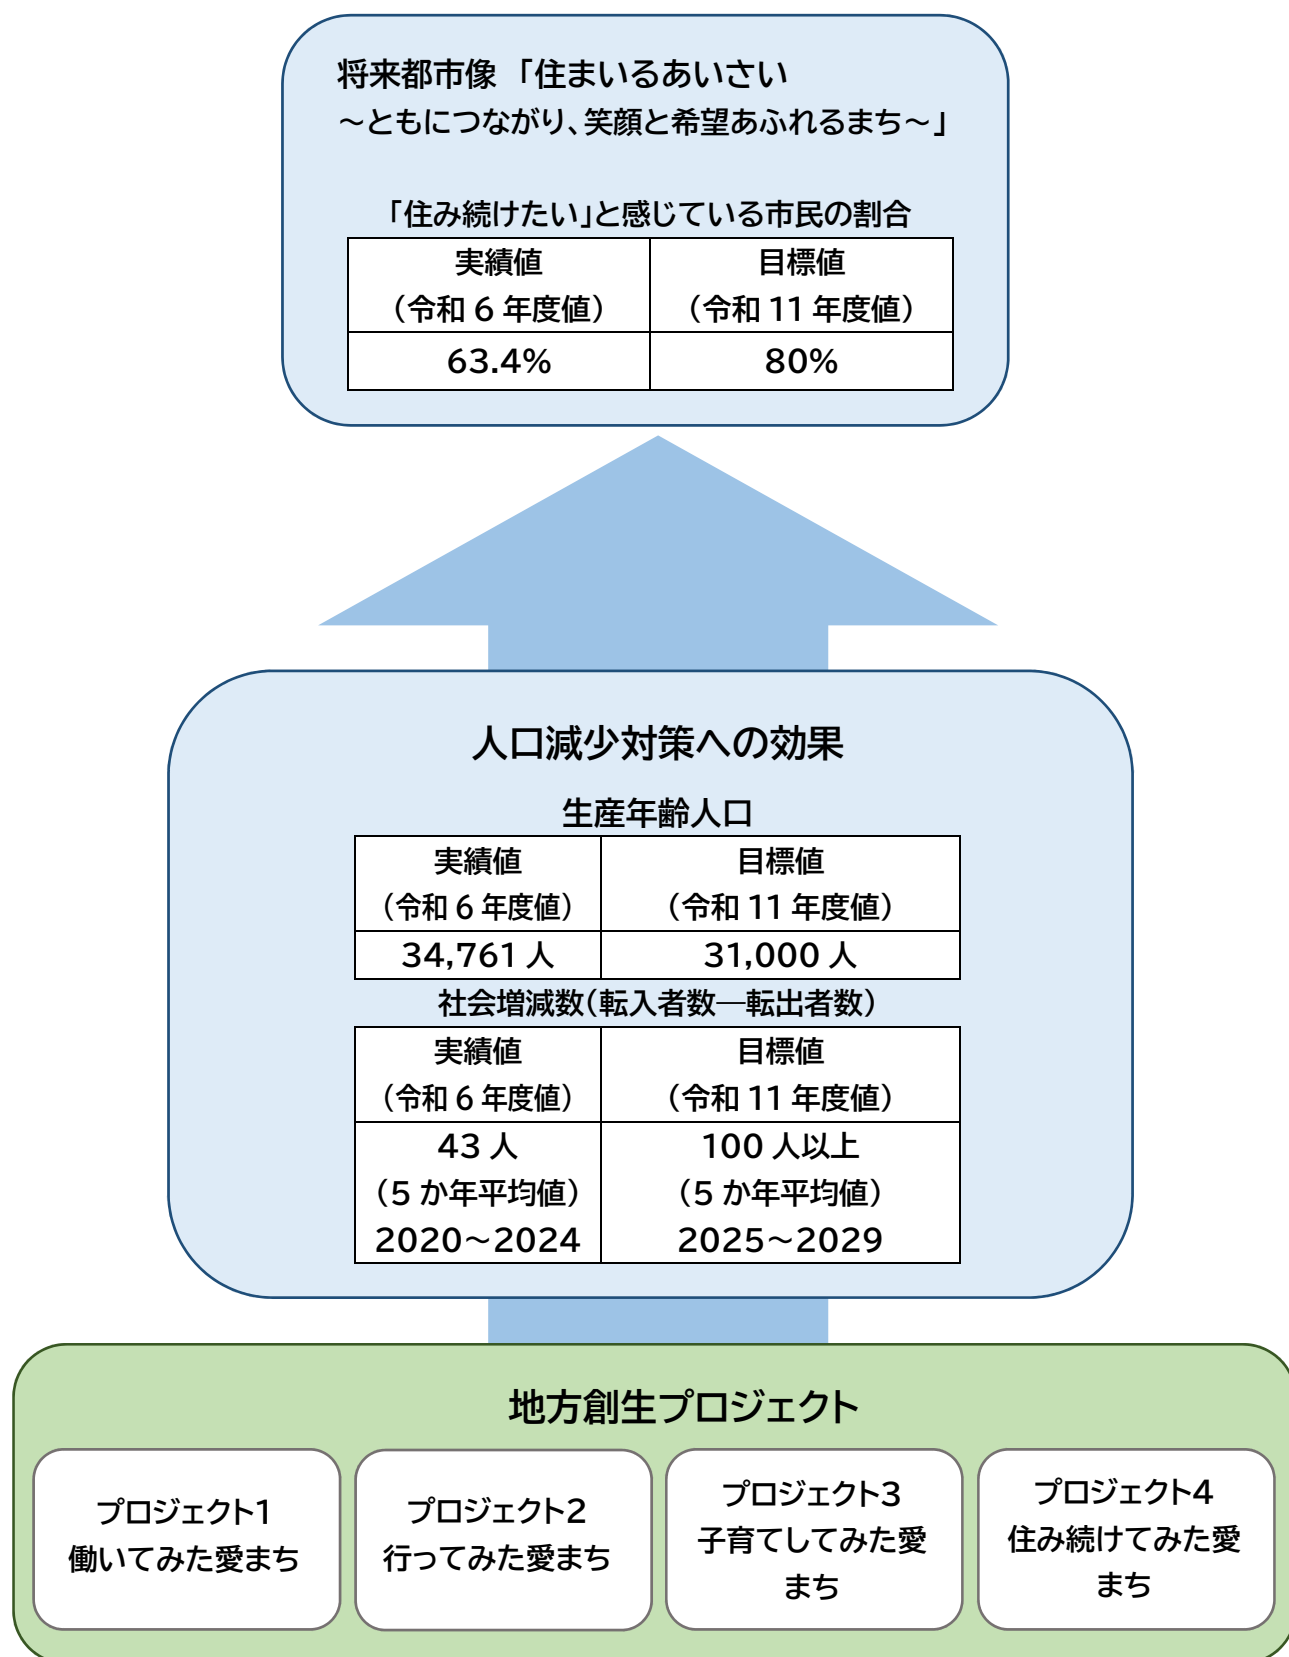 将来都市像 「住まいるあいさい
～ともにつながり、笑顔と希望あふれるまち～」
「住み続けたい」と感じている市民の割合
実績値 目標値
（令和 6 年度値） （令和 11 年度値）
63.4% 80%
人口減少対策への効果
生産年齢人口
実績値 目標値
（令和 6 年度値） （令和 11 年度値）
34,761 人 31,000 人
社会増減数（転入者数―転出者数）
実績値 目標値
（令和 6 年度値） （令和 11 年度値）
43 人 100 人以上
（5 か年平均値） （5 か年平均値）
2020～2024 2025～2029
地方創生プロジェクト
プロジェクト1
働いてみた愛まち
プロジェクト2
行ってみた愛まち
プロジェクト3
子育てしてみた愛
まち
プロジェクト4
住み続けてみた愛
まち